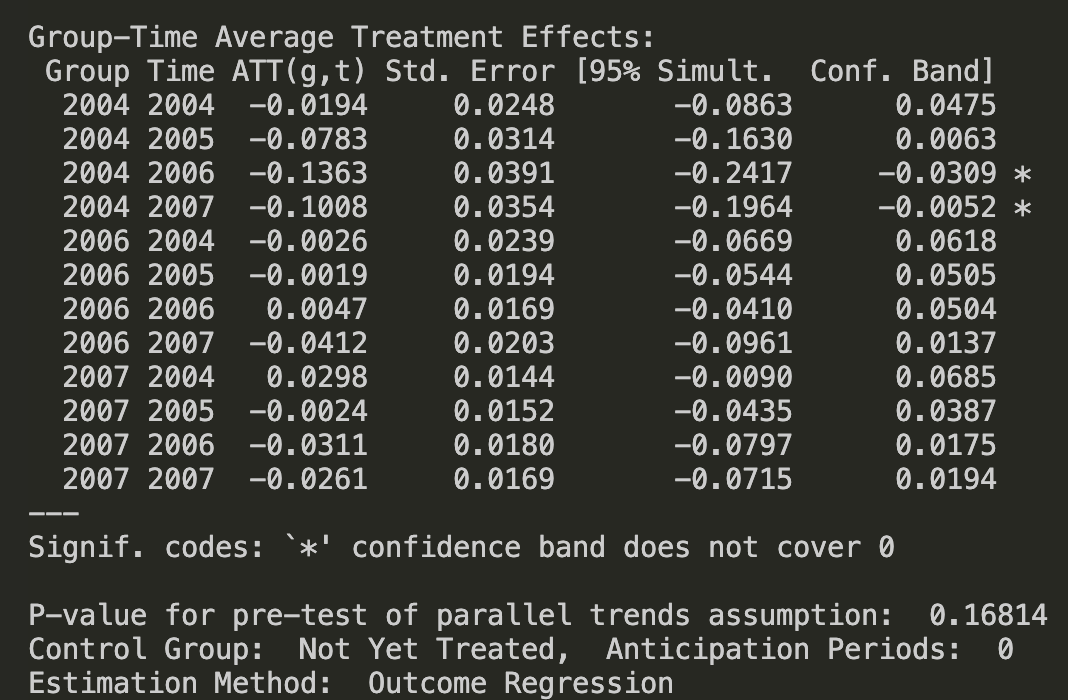 Group-Time Average Treatment Effects:
 Group Time ATT(g,t) Std. Error [95% Simult.  Conf. Band]
  2004 2004  -0.0194     0.0248       -0.0863      0.0475
  2004 2005  -0.0783     0.0314       -0.1630      0.0063
  2004 2006  -0.1363     0.0391       -0.2417     -0.0309 *
  2004 2007  -0.1008     0.0354       -0.1964     -0.0052 *
  2006 2004  -0.0026     0.0239       -0.0669      0.0618
  2006 2005  -0.0019     0.0194       -0.0544      0.0505
  2006 2006   0.0047     0.0169       -0.0410      0.0504
  2006 2007  -0.0412     0.0203       -0.0961      0.0137
  2007 2004   0.0298     0.0144       -0.0090      0.0685
  2007 2005  -0.0024     0.0152       -0.0435      0.0387
  2007 2006  -0.0311     0.0180       -0.0797      0.0175
  2007 2007  -0.0261     0.0169       -0.0715      0.0194
---
Signif. codes: `*' confidence band does not cover 0

P-value for pre-test of parallel trends assumption:  0.16814
Control Group:  Not Yet Treated,  Anticipation Periods:  0
Estimation Method:  Outcome Regression